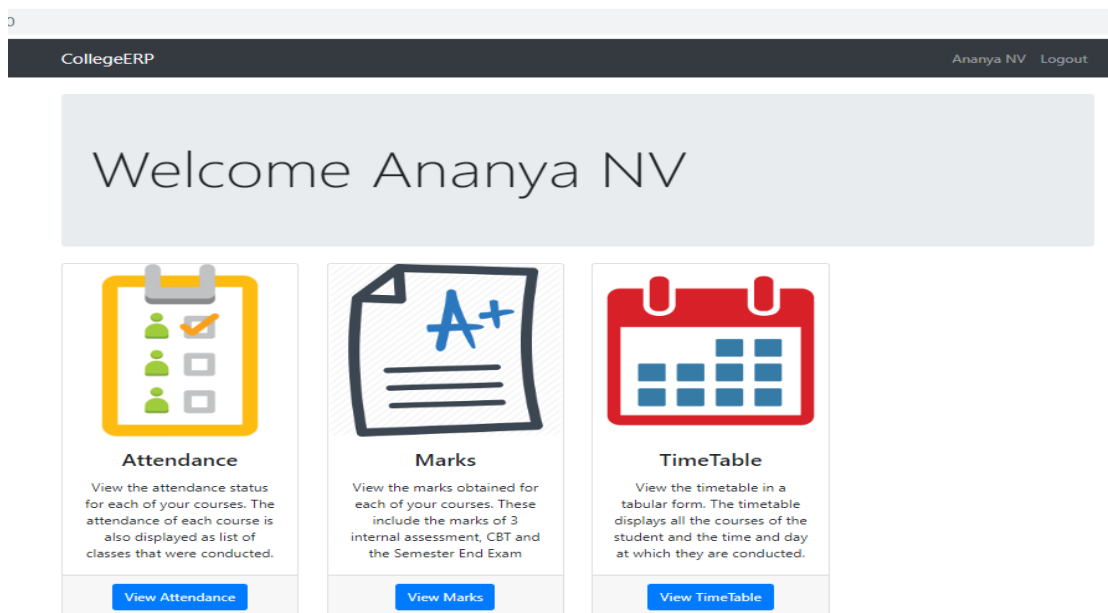 CollegeERP
Ananya NV Logout
Welcome Ananya NV
A+
Attendance
View the attendance status
for each of your courses. The
attendance of each course is
also displayed as list of
classes that were conducted.
View Attendance
Marks
View the marks obtained for
each of your courses. These
include the marks of 3
internal assessment, CBT and
the Semester End Exam
View Marks
TimeTable
View the timetable in a
tabular form. The timetable
displays all the courses of the
student and the time and day
at which they are conducted.
View TimeTable